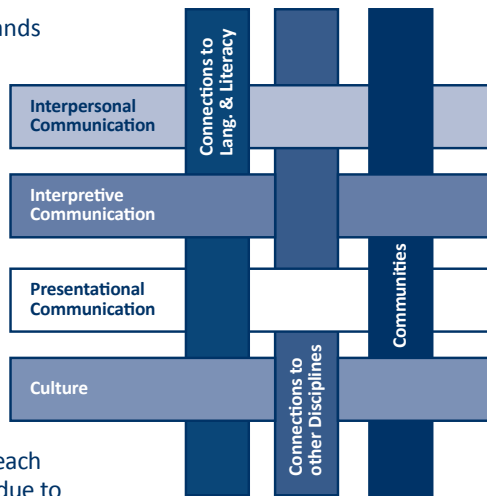 ands
Interpersonal
Communication
Connections to
Lang. & Literacy
Interpretive
Communication
Presentational
Communication
Communities
Culture
Connections to
other Disciplines
each
due to